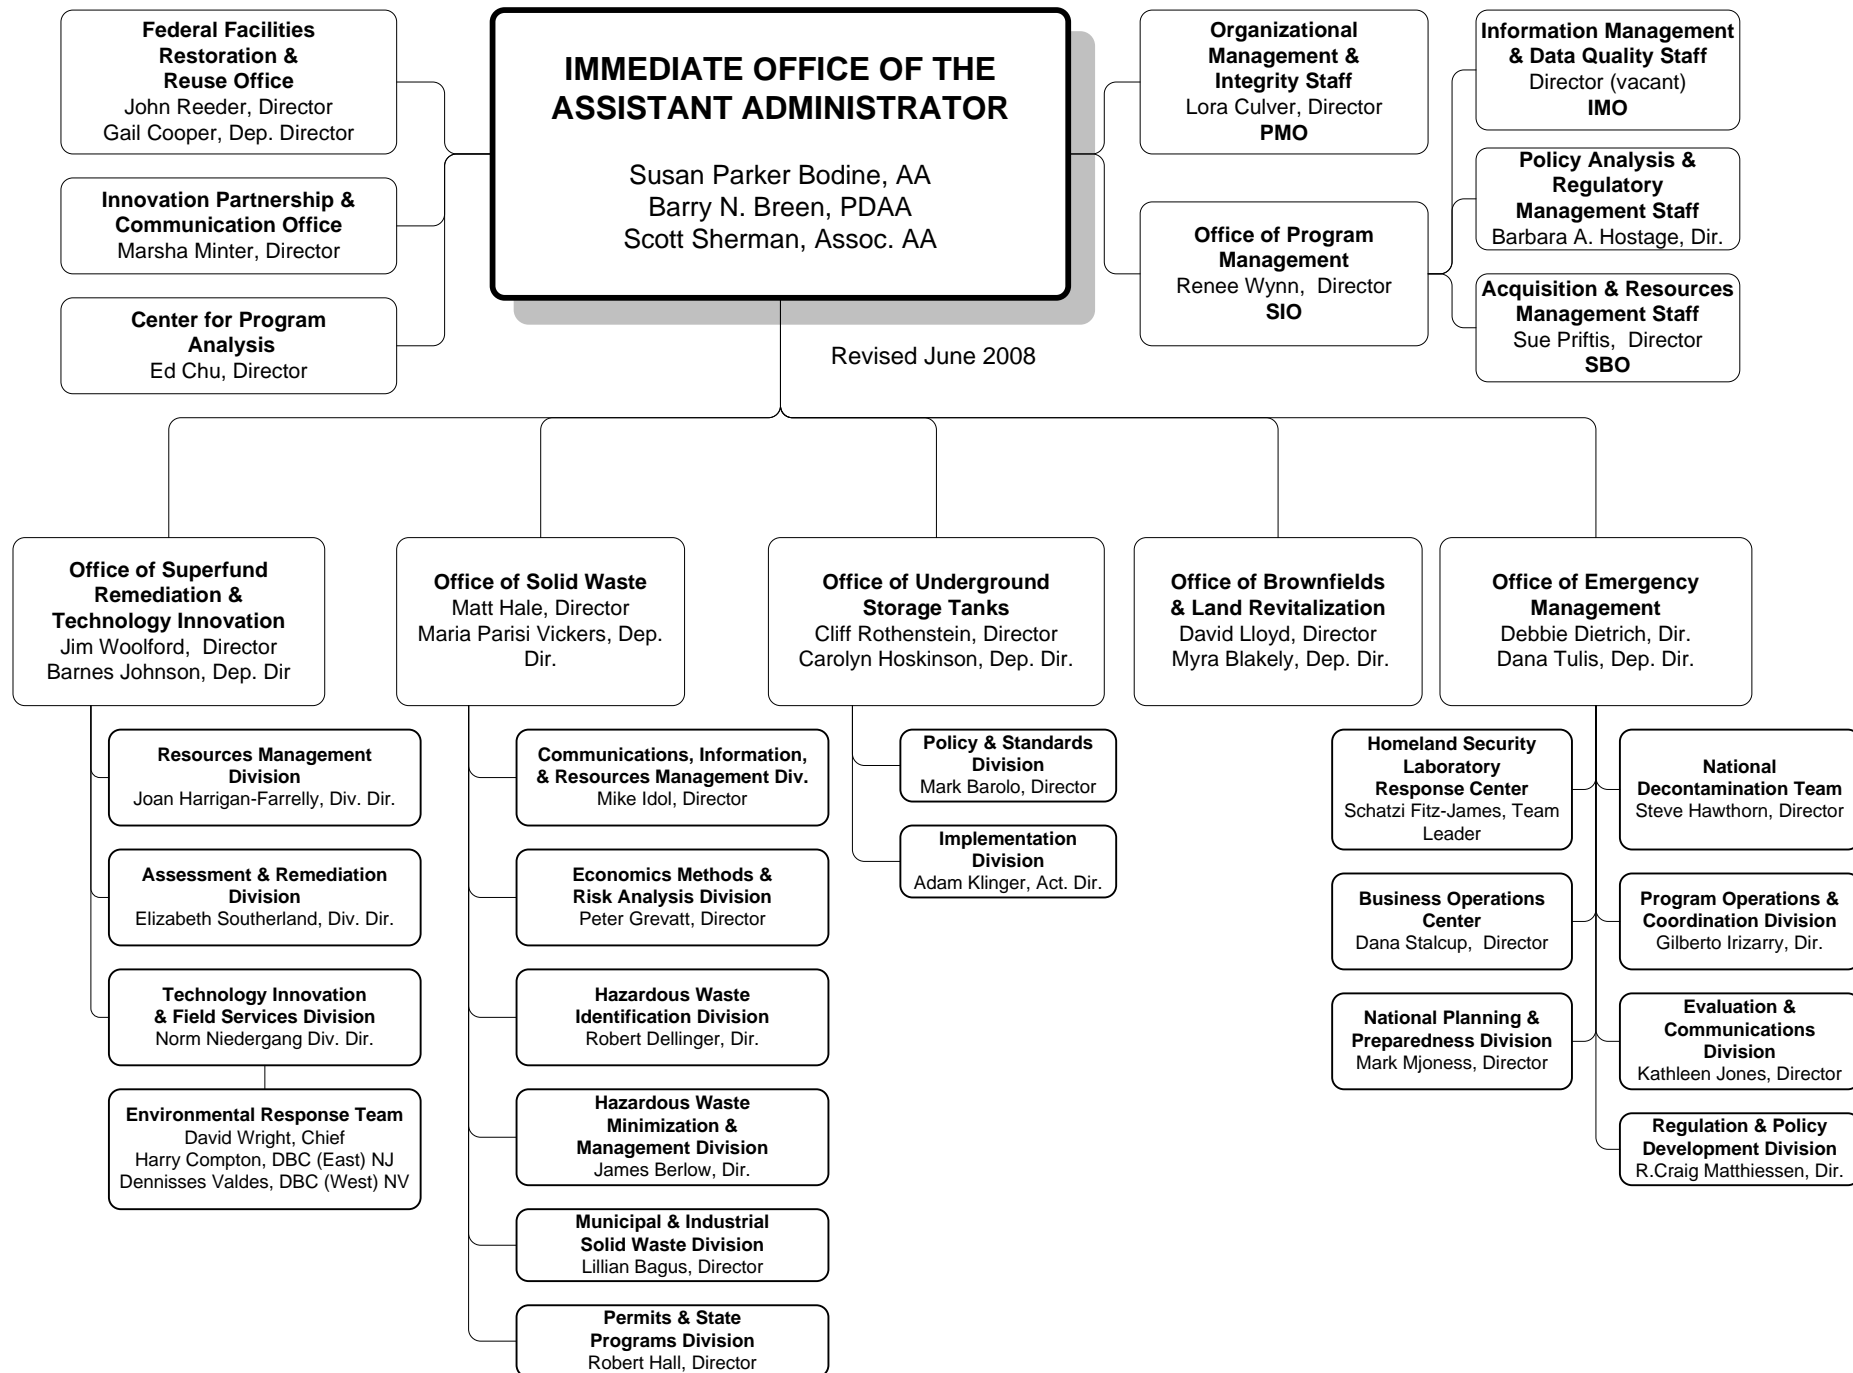 Federal Facilities
Restoration &
Reuse Office
John Reeder, Director
Gail Cooper, Dep. Director
Innovation Partnership &
Communication Office
Marsha Minter, Director
Center for Program
Analysis
Ed Chu, Director
IMMEDIATE OFFICE OF THE
ASSISTANT ADMINISTRATOR
Susan Parker Bodine, AA
Barry N. Breen, PDAA
Scott Sherman, Assoc. AA
Organizational
Management &
Integrity Staff
Lora Culver, Director
PMO
Office of Program
Management
Renee Wynn, Director
SIO
Information Management
& Data Quality Staff
Director (vacant)
IMO
Policy Analysis &
Regulatory
Management Staff
Barbara A. Hostage, Dir.
Acquisition & Resources
Management Staff
Sue Priftis, Director
SBO
Revised June 2008
Office of Superfund
Remediation &
Technology Innovation
Jim Woolford, Director
Barnes Johnson, Dep. Dir
Resources Management
Division
Joan Harrigan-Farrelly, Div. Dir.
Assessment & Remediation
Division
Elizabeth Southerland, Div. Dir.
Technology Innovation
& Field Services Division
Norm Niedergang Div. Dir.
Environmental Response Team
David Wright, Chief
Harry Compton, DBC (East) NJ
Dennisses Valdes, DBC (West) NV
Office of Solid Waste
Matt Hale, Director
Maria Parisi Vickers, Dep.
Dir.
Communications, Information,
& Resources Management Div.
Mike Idol, Director
Economics Methods &
Risk Analysis Division
Peter Grevatt, Director
Hazardous Waste
Identification Division
Robert Dellinger, Dir.
Hazardous Waste
Minimization &
Management Division
James Berlow, Dir.
Municipal & Industrial
Solid Waste Division
Lillian Bagus, Director
Permits & State
Programs Division
Robert Hall, Director
Office of Underground
Storage Tanks
Cliff Rothenstein, Director
Carolyn Hoskinson, Dep. Dir.
Policy & Standards
Division
Mark Barolo, Director
Implementation
Division
Adam Klinger, Act. Dir.
Office of Brownfields
& Land Revitalization
David Lloyd, Director
Myra Blakely, Dep. Dir.
Office of Emergency
Management
Debbie Dietrich, Dir.
Dana Tulis, Dep. Dir.
Homeland Security
Laboratory
Response Center
Schatzi Fitz-James, Team
Leader
Business Operations
Center
Dana Stalcup, Director
National Planning &
Preparedness Division
Mark Mjoness, Director
National
Decontamination Team
Steve Hawthorn, Director
Program Operations &
Coordination Division
Gilberto Irizarry, Dir.
Evaluation &
Communications
Division
Kathleen Jones, Director
Regulation & Policy
Development Division
R.Craig Matthiessen, Dir.